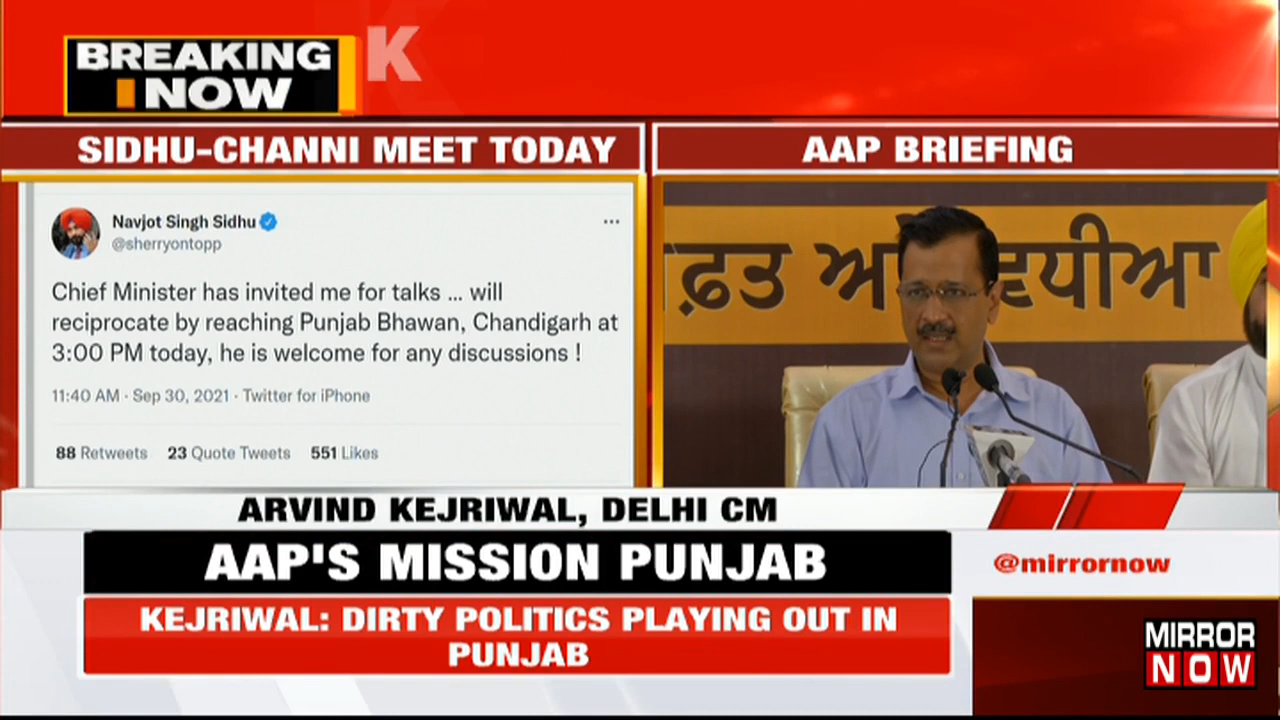 BREAKING
NOW
K
SIDHU-CHANNI MEET TODAY
AAP BRIEFING
Navjot Singh Sidhu
@sherryontopp
Chief Minister has invited me for talks ... will
reciprocate by reaching Punjab Bhawan, Chandigarh at
3:00 PM today, he is welcome for any discussions !
11:40 AM · Sep 30, 2021 · Twitter for iPhone
88 Retweets 23 Quote Tweets 551 Likes
ਵਧੀਆ
ARVIND KEJRIWAL, DELHI CM
AAP'S MISSION PUNJAB
@mirrornow
KEJRIWAL: DIRTY POLITICS PLAYING OUT IN
PUNJAB
MIRROR
NOW